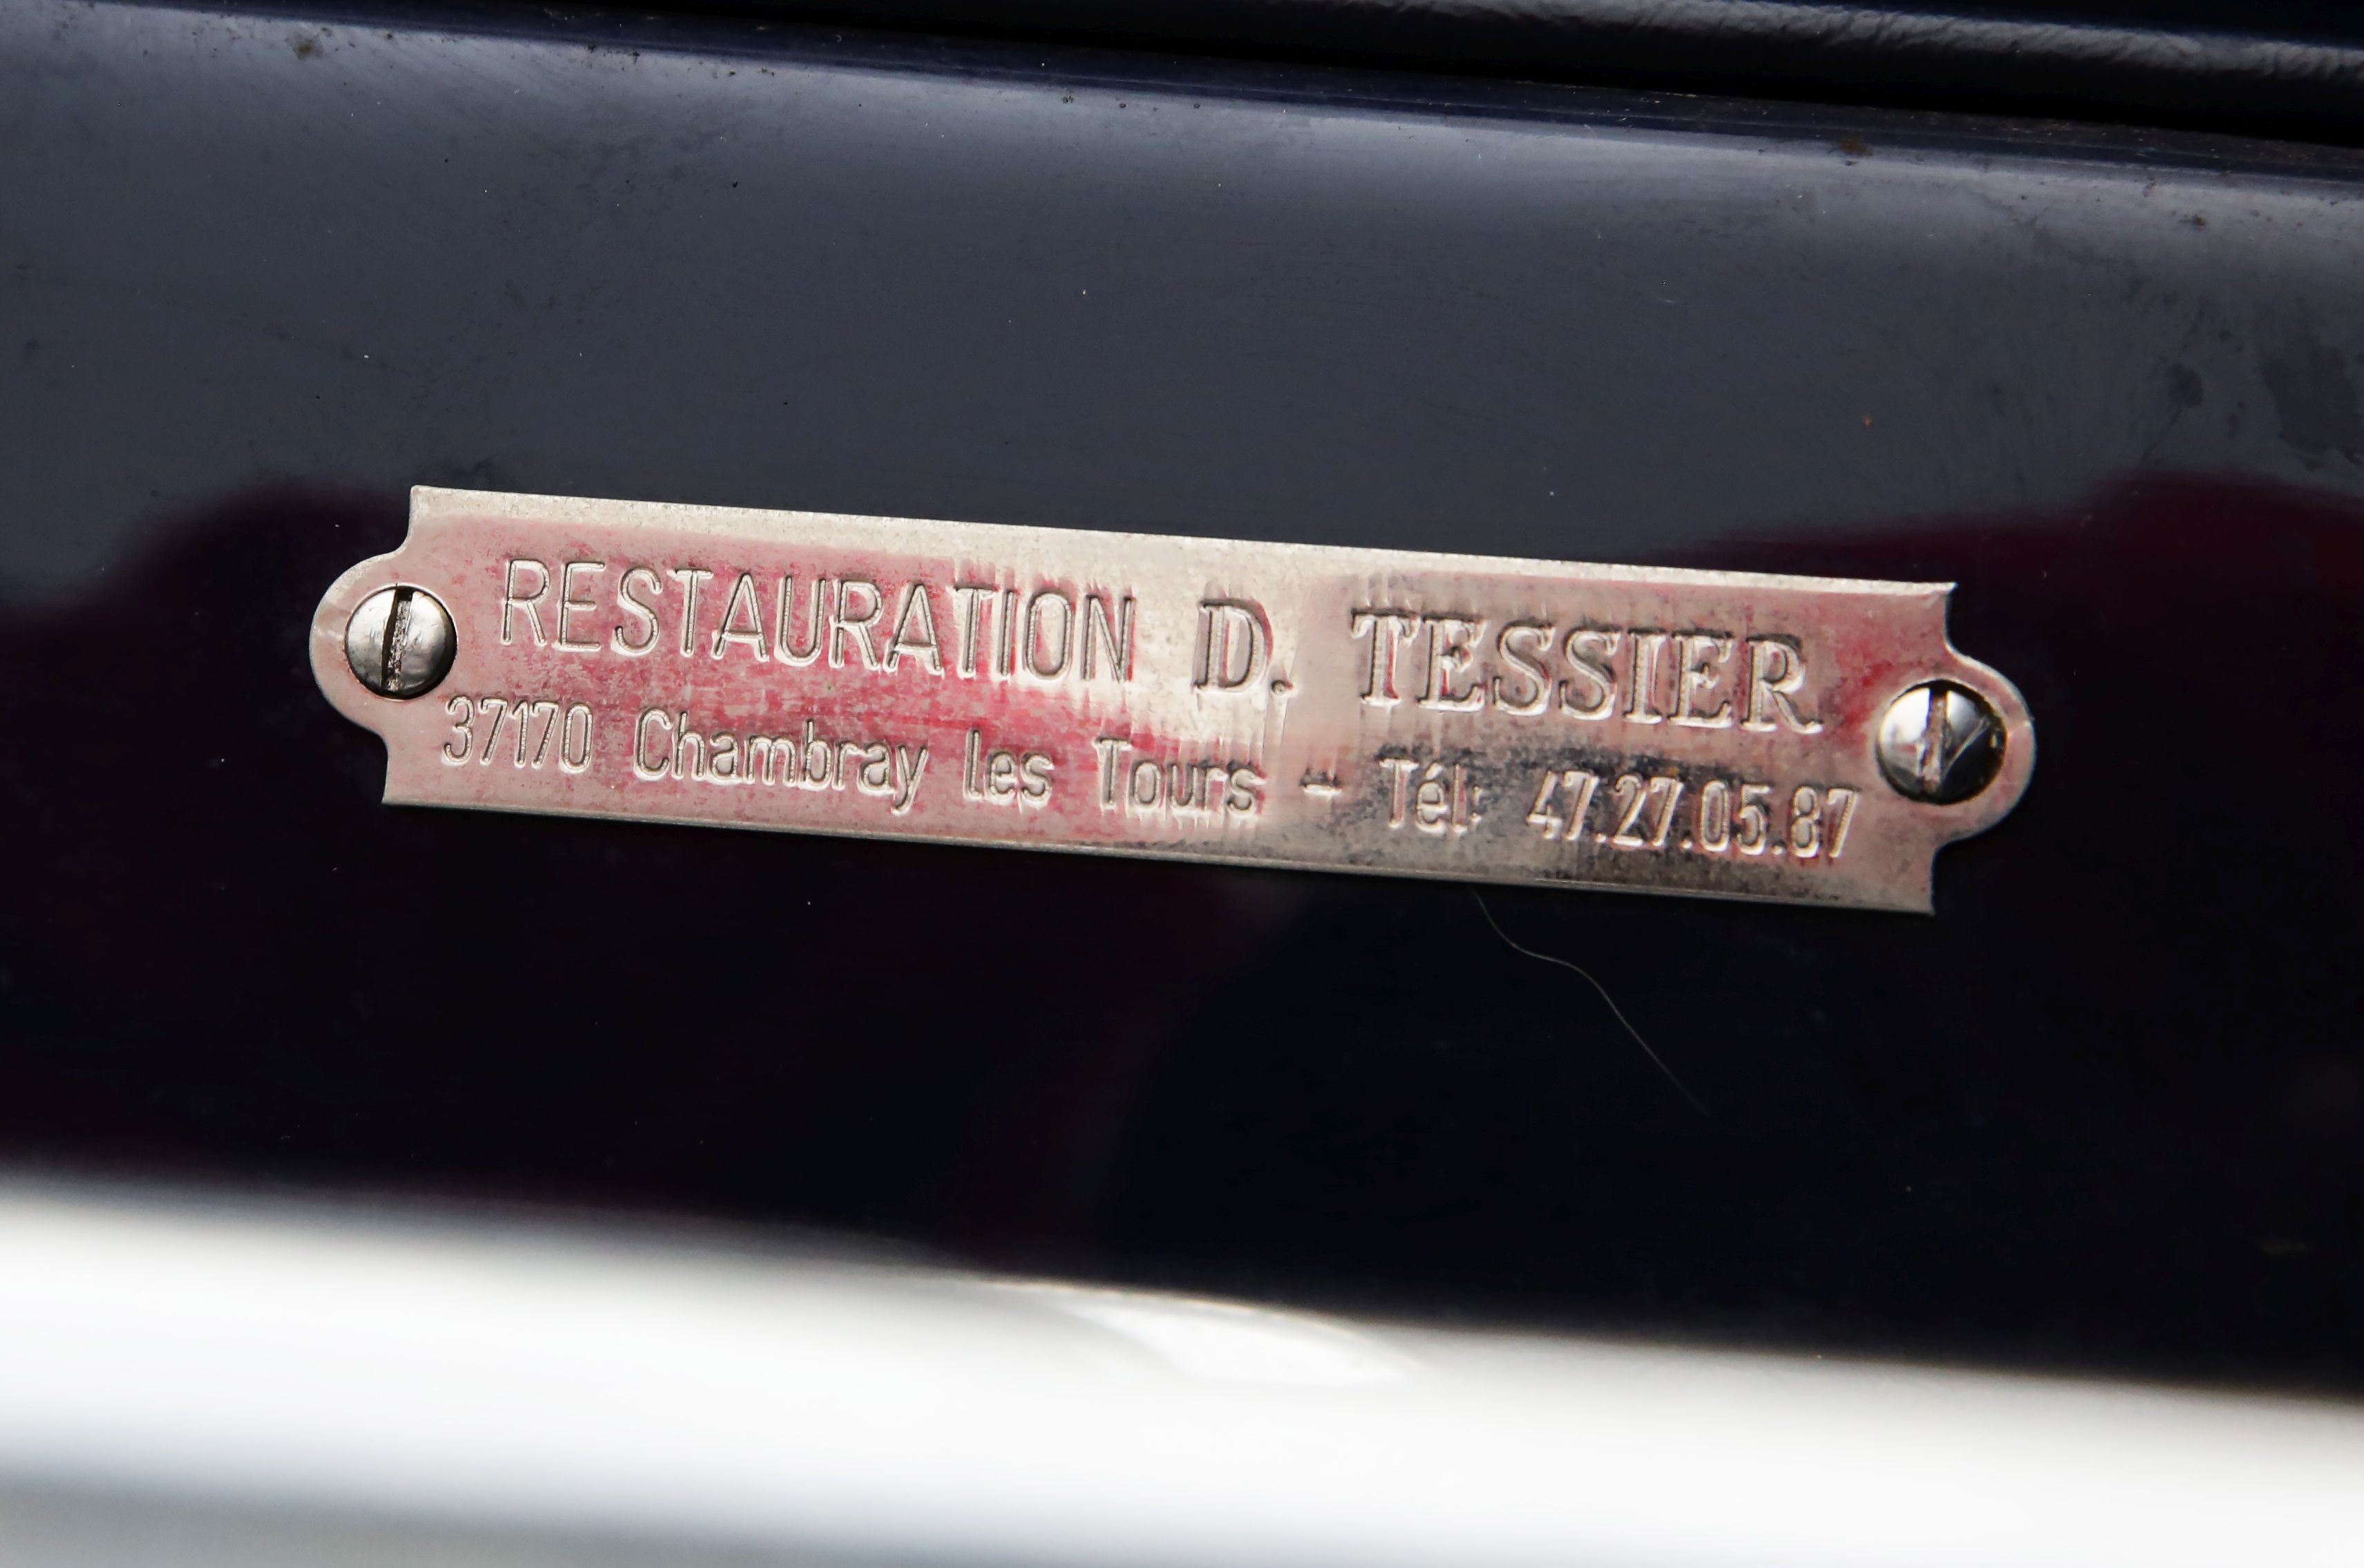 RESTAURATION D. TESSIER
37170 Chambray les Tours - Tél: 47.27.05.87